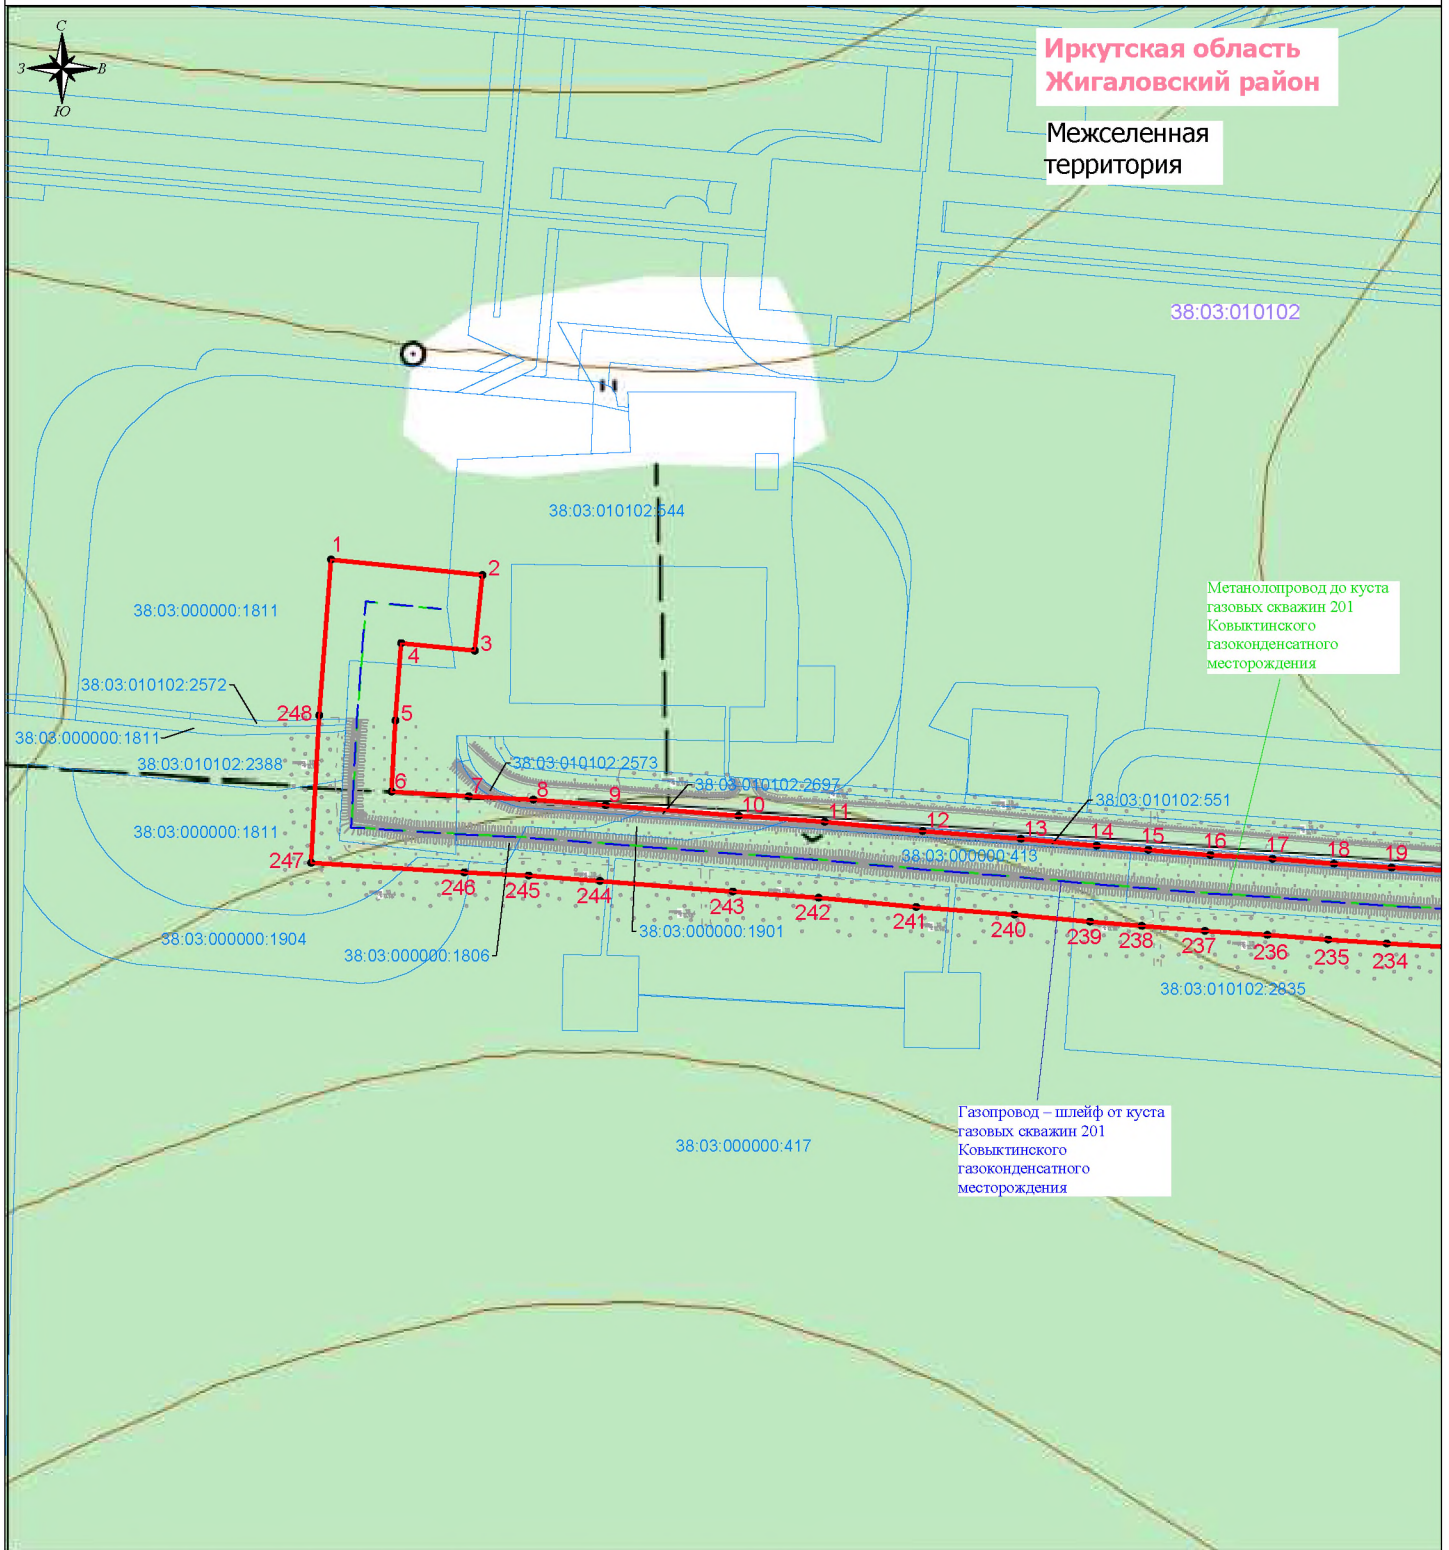 С
З
В
Ю
Иркутская область
Жигаловский район
Межселенная
территория
38:03:010102
38:03:010102:544
1
2
38:03:000000:1811
3
4
Метанолопровод до куста
газовых скважин 201
Ковыктинского
газоконденсатного
месторождения
38:03:010102:2572
248
5
38:03:000000:1811
38:03:010102:2388
38:03:010102:2573
6
7
8
9
38:03:010102:2697
10
11
12
38:03:010102:551
13
14
15
16
17
18
19
38:03:000000:1811
247
38:03:000000:413
246
245
244
243
242
241
240
239
238
237
236
235
234
38:03:000000:1904
38:03:000000:1806
38:03:000000:1901
38:03:010102:2835
Газопровод – шлейф от куста
газовых скважин 201
Ковыктинского
газоконденсатного
месторождения
38:03:000000:417